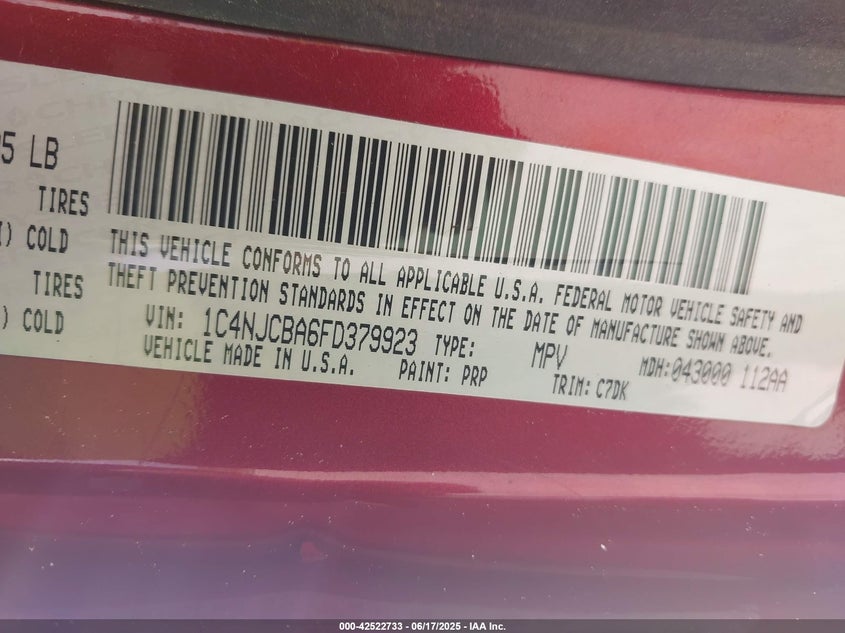 95 LB
TIRES
I) COLD
TIRES
) COLD
THIS VEHICLE CONFORMS TO ALL APPLICABLE U.S.A. FEDERAL MOTOR VEHICLE SAFETY AND
THEFT PREVENTION STANDARDS IN EFFECT ON THE DATE OF MANUFACTURE SHOWN ABOVE.
VIN: 1C4NJCBA6FD379923 TYPE: MPV MDH:043000 112AA
VEHICLE MADE IN U.S.A. PAINT: PRP TRIM: C7DK
000-42522733 - 06/17/2025 - IAA Inc.